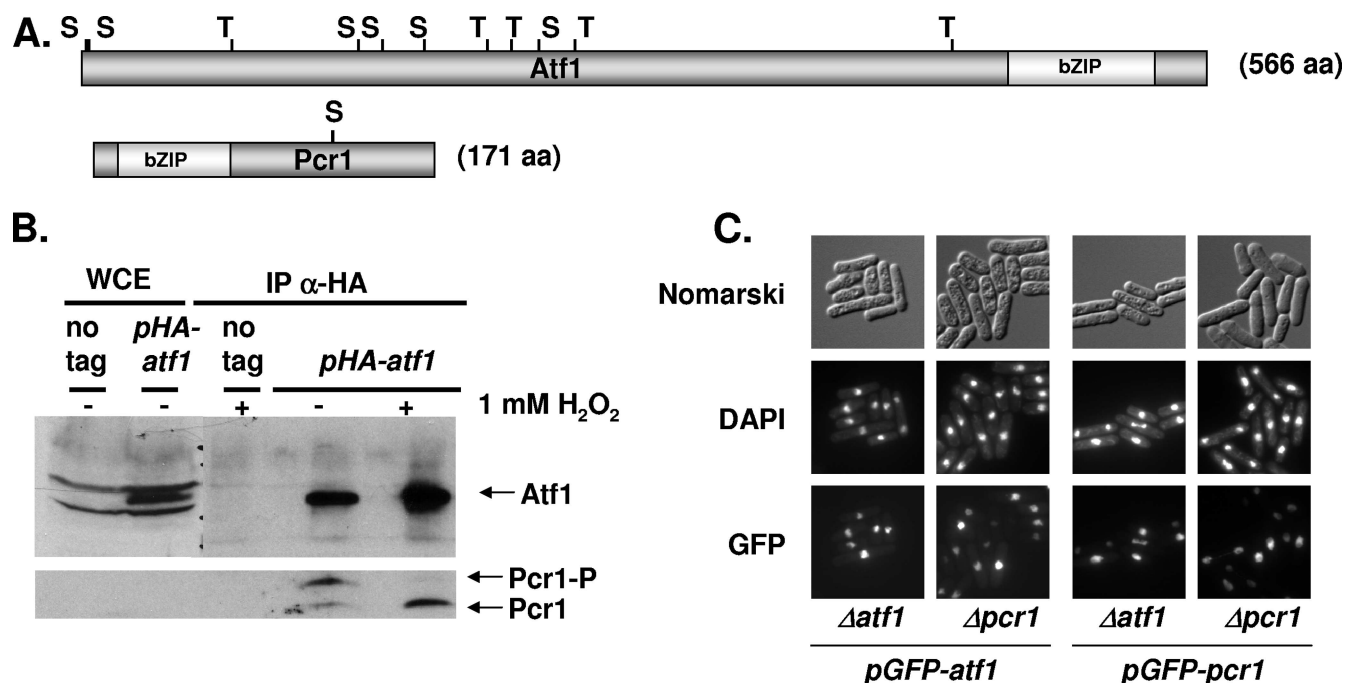 A.
S S T S S S T T S T T
Atf1 bZIP (566 aa)
S
bZIP Pcr1 (171 aa)
B.
WCE IP α-HA
no tag pHA-atf1 no tag pHA-atf1
- - + - + 1 mM H₂O₂
Atf1
Pcr1-P
Pcr1
C.
Nomarski
DAPI
GFP
Δatf1 Δpcr1 Δatf1 Δpcr1
pGFP-atf1 pGFP-pcr1